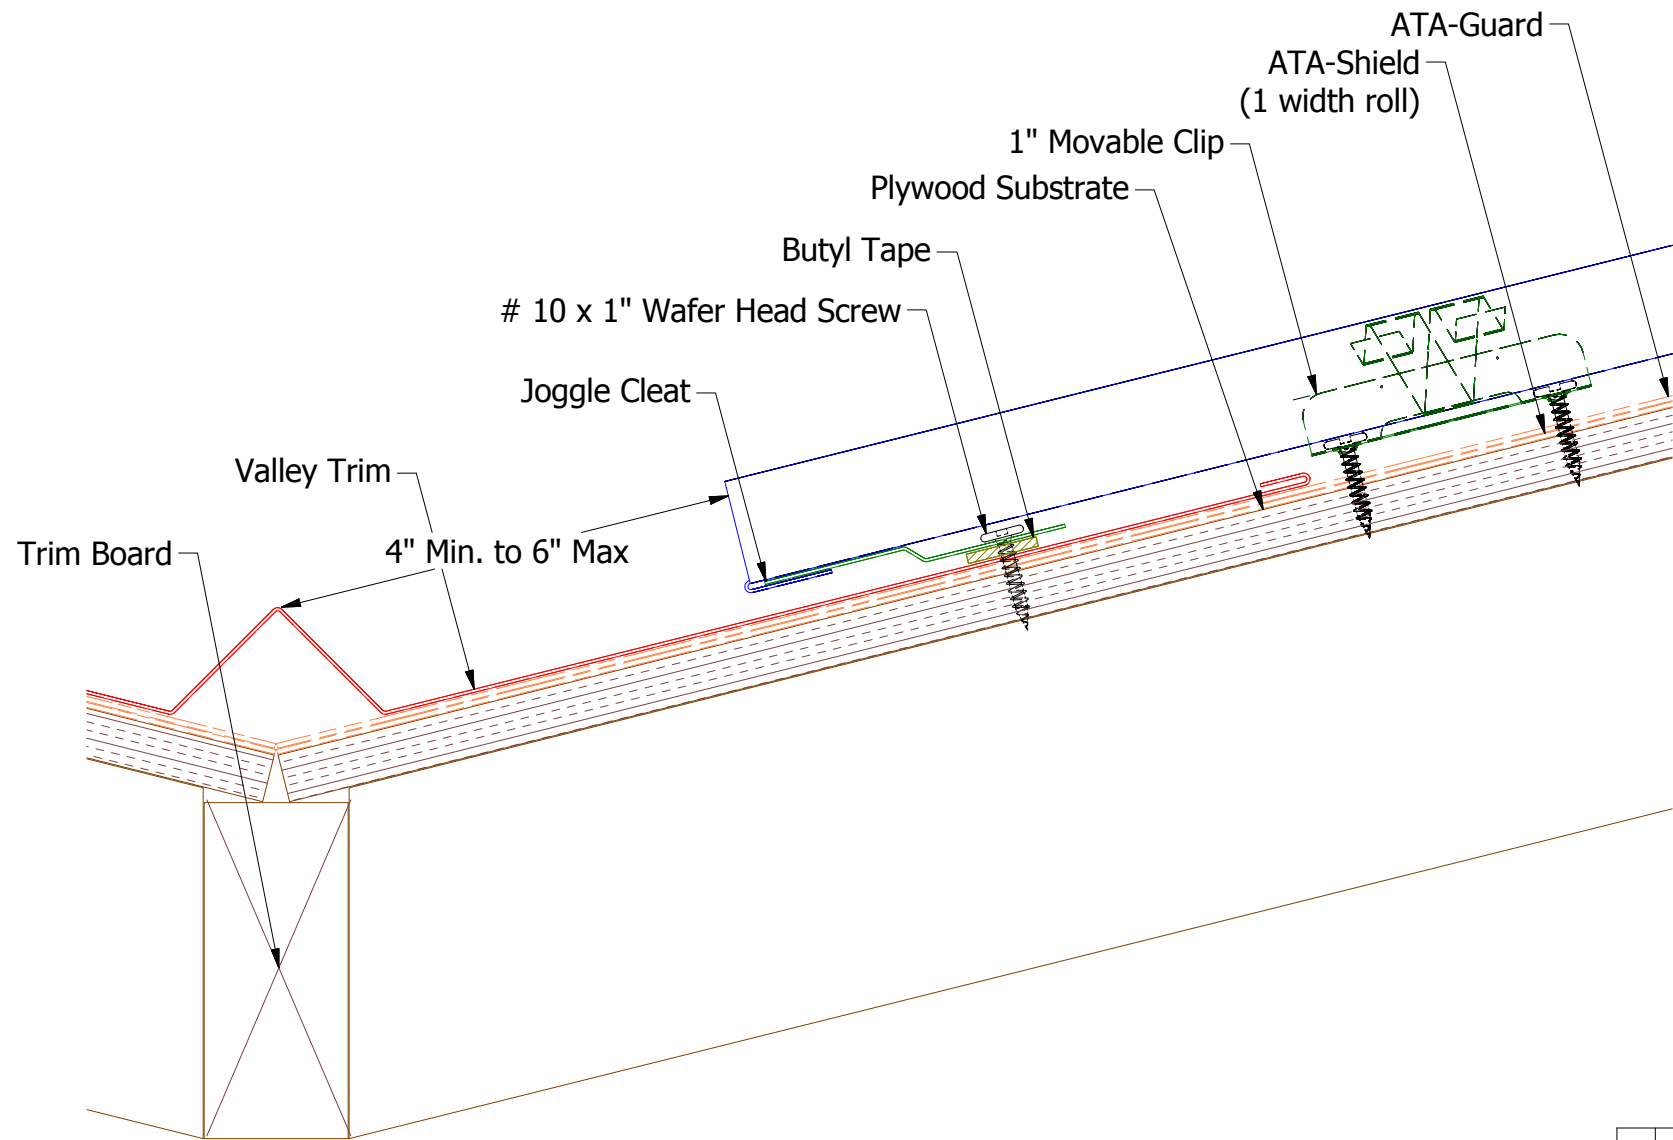 ATA-Guard
ATA-Shield
(1 width roll)
1" Movable Clip
Plywood Substrate
Butyl Tape
# 10 x 1" Wafer Head Screw
Joggle Cleat
Valley Trim
4" Min. to 6" Max
Trim Board